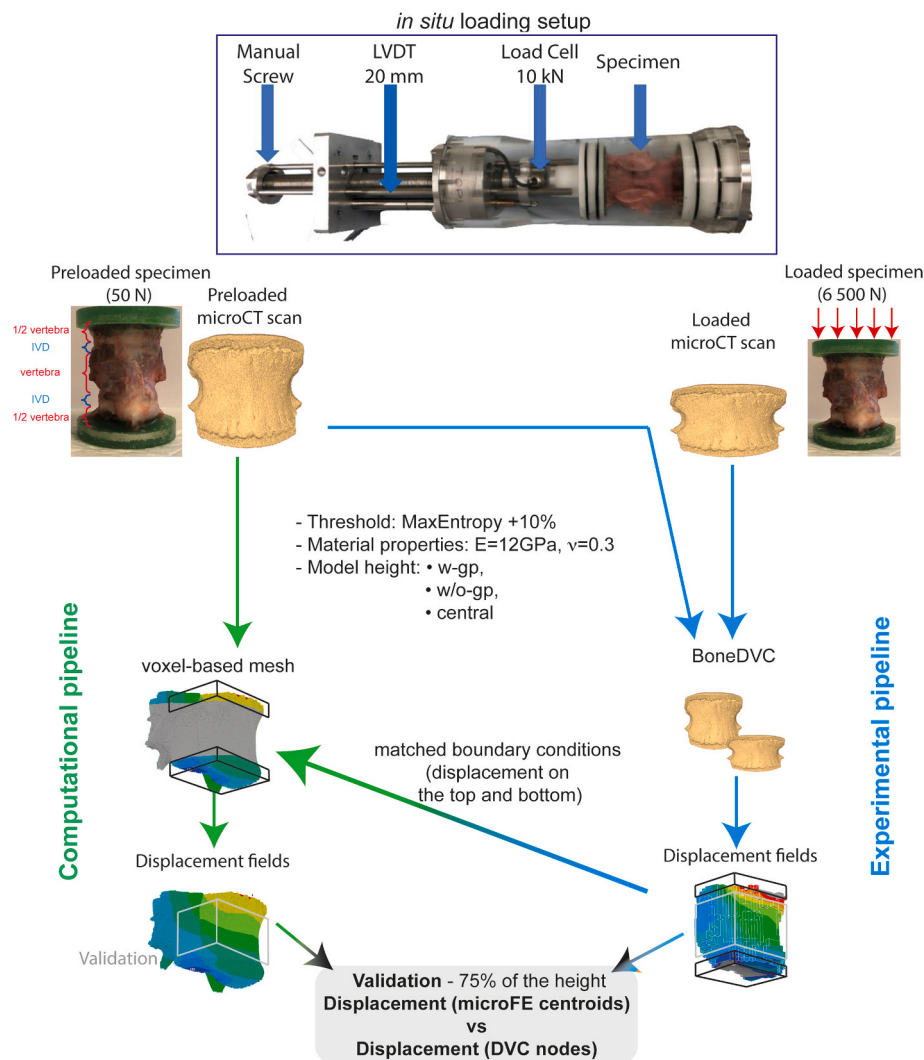 in situ loading setup
Manual
Screw
LVDT
20 mm
Load Cell
10 kN
Specimen
Preloaded specimen
(50 N)
1/2 vertebra
IVD
vertebra
IVD
1/2 vertebra
Preloaded
microCT scan
Loaded
microCT scan
Loaded specimen
(6 500 N)
- Threshold: MaxEntropy +10%
- Material properties: E=12GPa, ν=0.3
- Model height: • w-gp,
• w/o-gp,
• central
Computational pipeline
voxel-based mesh
matched boundary conditions
(displacement on
the top and bottom)
BoneDVC
Experimental pipeline
Displacement fields
Validation
Displacement fields
Validation - 75% of the height
Displacement (microFE centroids)
vs
Displacement (DVC nodes)